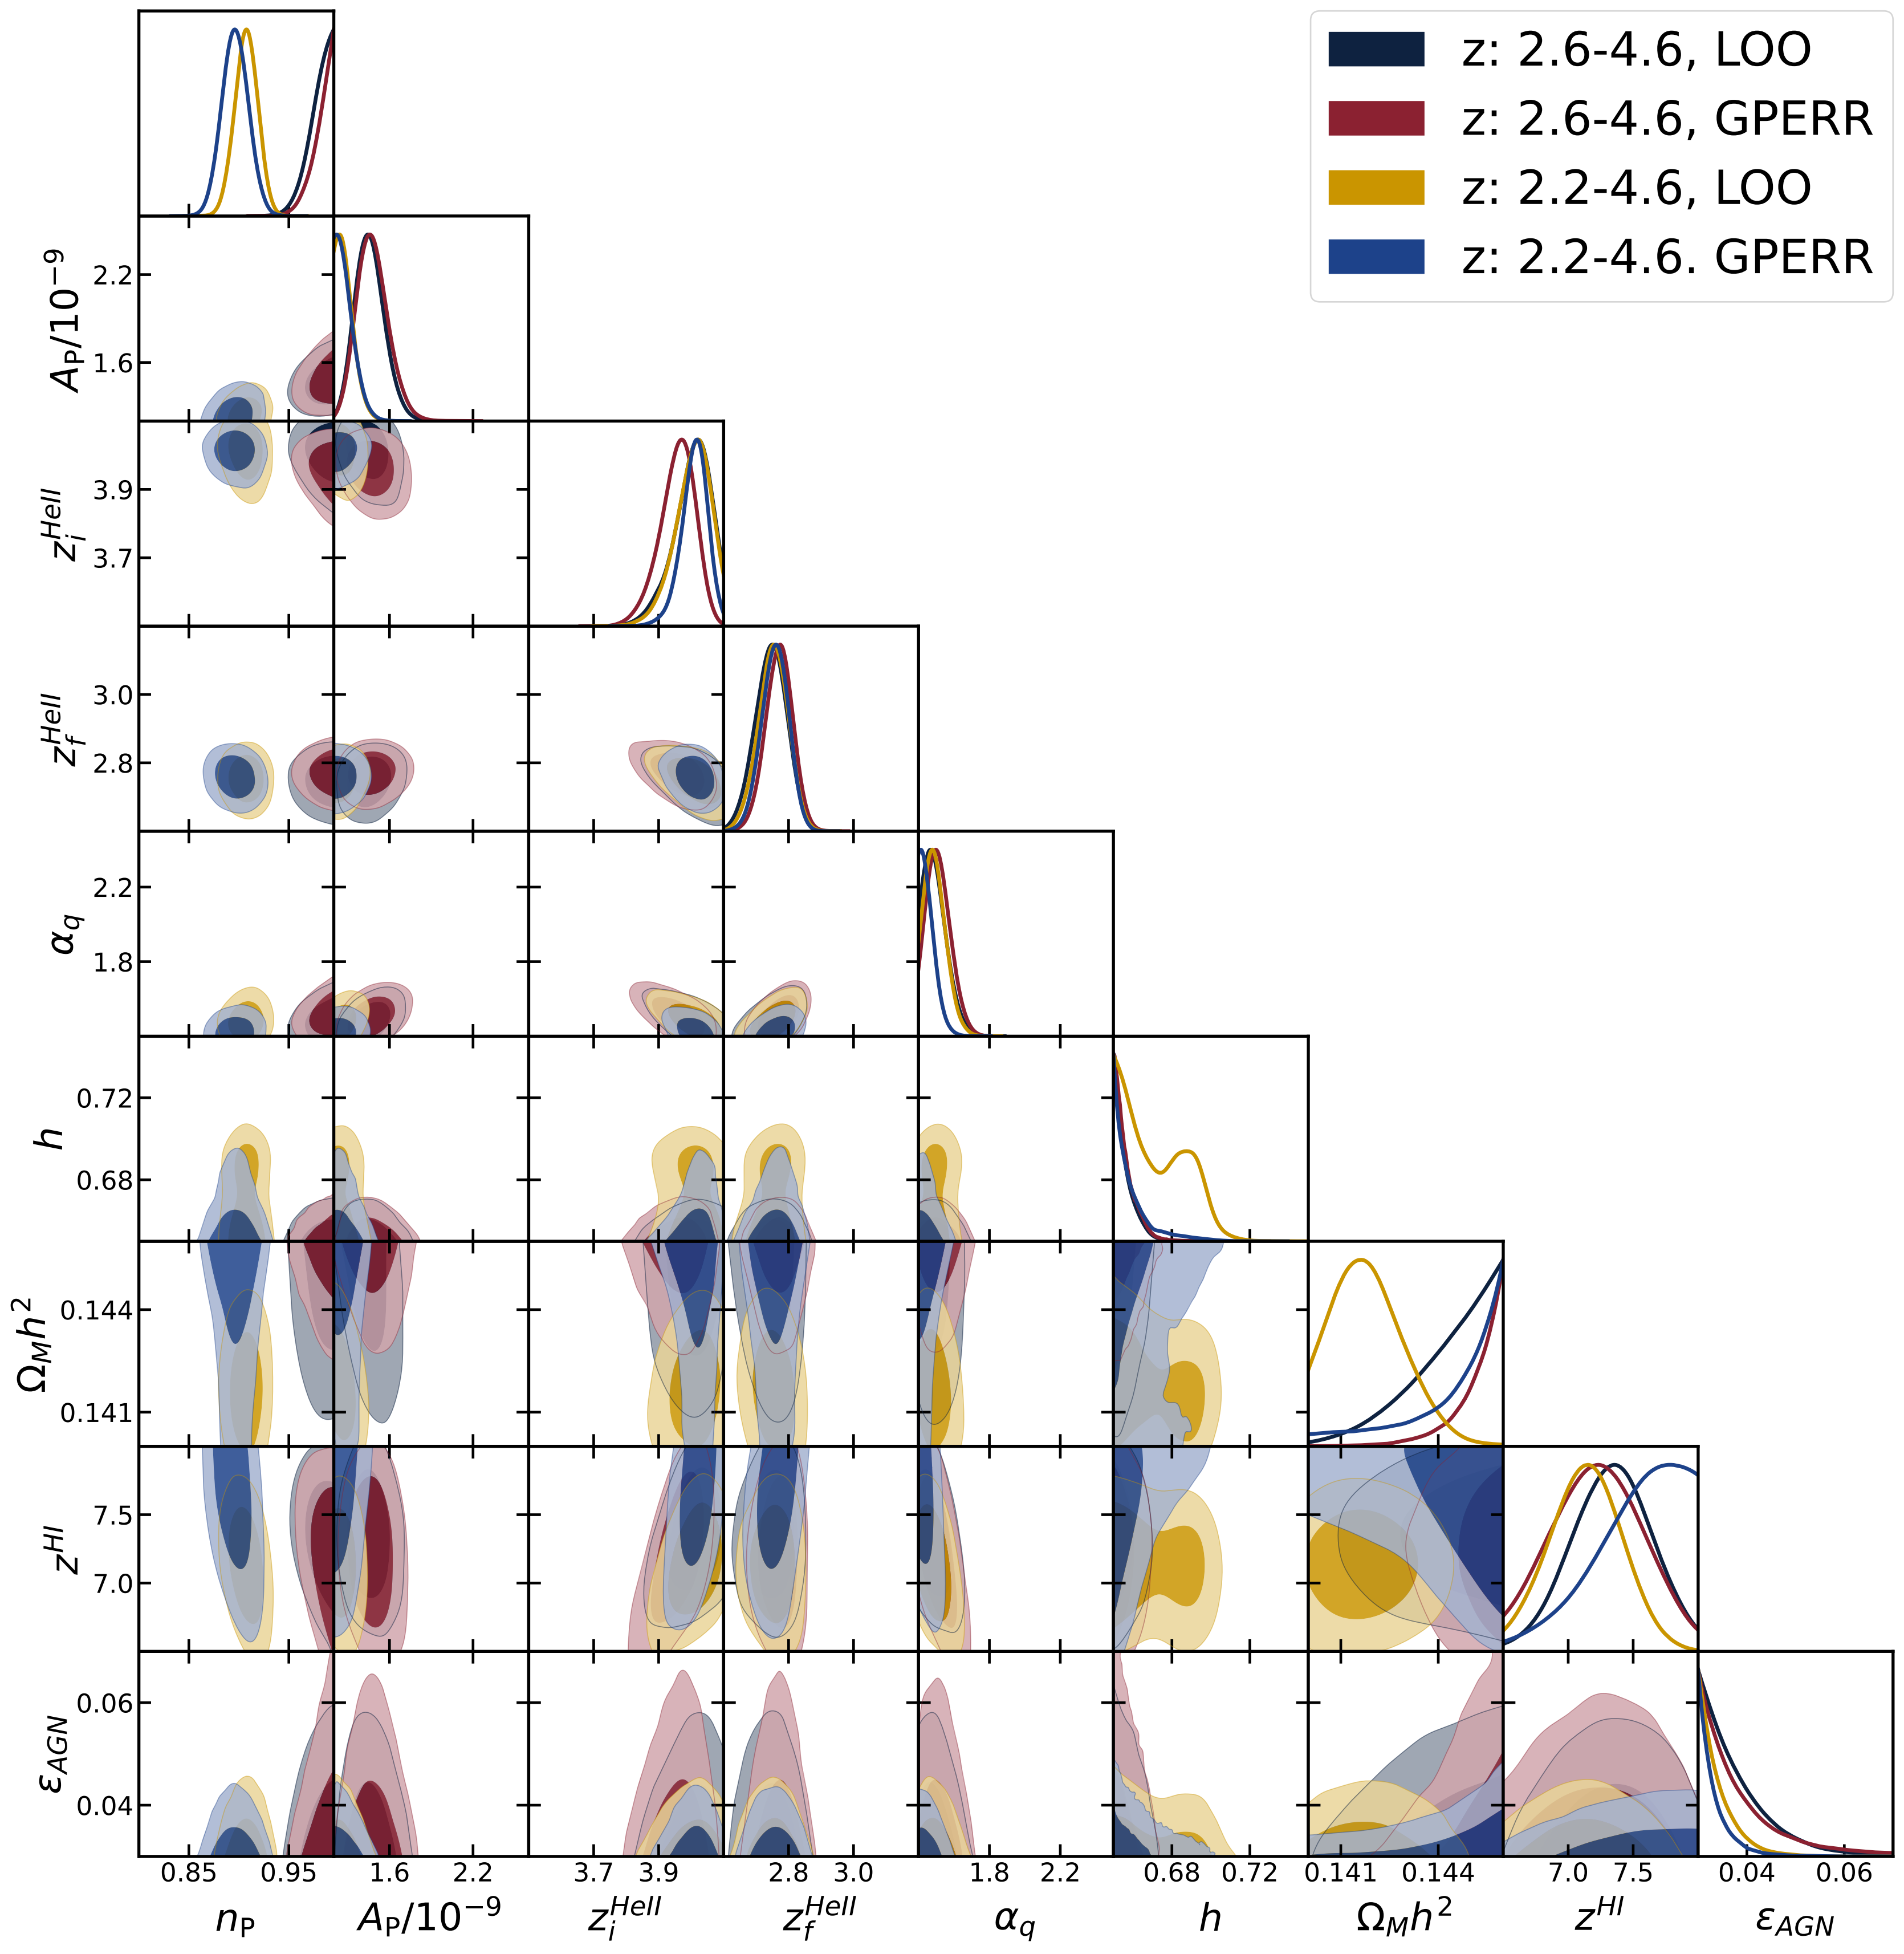 z: 2.6-4.6, LOO
z: 2.6-4.6, GPERR
z: 2.2-4.6, LOO
z: 2.2-4.6. GPERR
A_P/10^{-9}
2.2
1.6
z_i^{HeII}
3.9
3.7
z_f^{HeII}
3.0
2.8
α_q
2.2
1.8
h
0.72
0.68
Ω_M h^2
0.144
0.141
z^{HI}
7.5
7.0
ε_{AGN}
0.06
0.04
0.85 0.95 1.6 2.2 3.7 3.9 2.8 3.0 1.8 2.2 0.68 0.72 0.141 0.144 7.0 7.5 0.04 0.06
n_P A_P/10^{-9} z_i^{HeII} z_f^{HeII} α_q h Ω_M h^2 z^{HI} ε_{AGN}